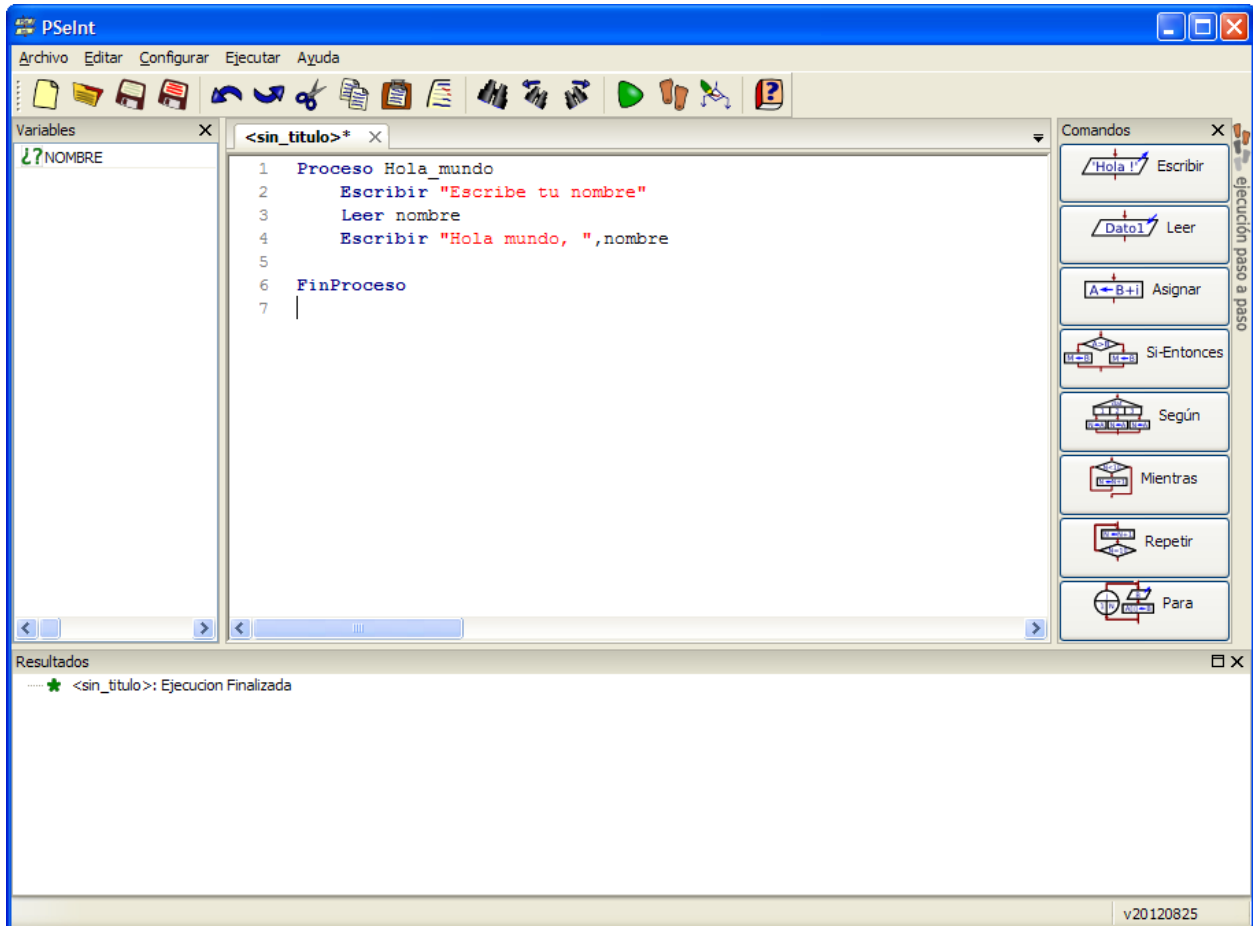 PSeInt
Archivo Editar Configurar Ejecutar Ayuda
Variables
¿?NOMBRE
<sin_titulo>*
1 Proceso Hola_mundo
2 Escribir "Escribe tu nombre"
3 Leer nombre
4 Escribir "Hola mundo, ",nombre
5
6 FinProceso
7
Comandos
'Hola !' Escribir
Dato1 Leer
A←B+i Asignar
Si-Entonces
Según
Mientras
Repetir
Para
ejecución paso a paso
Resultados
<sin_titulo>: Ejecucion Finalizada
v20120825